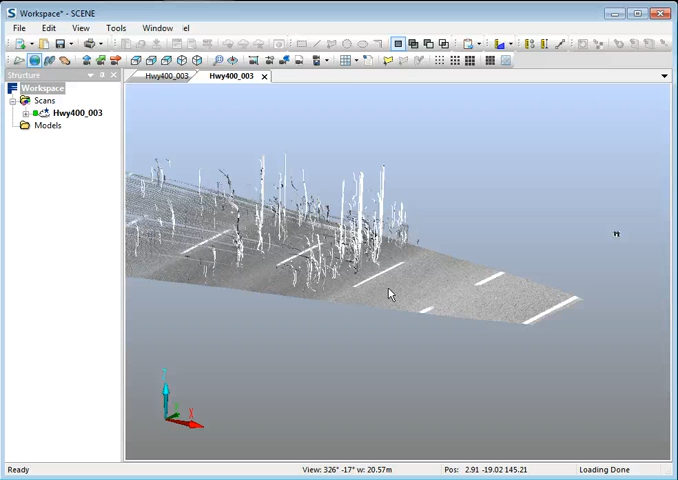 Workspace* - SCENE
File Edit View Tools Window el
Structure
Hwy400_003 Hwy400_003
Workspace
Scans
Hwy400_003
Models
X
Ready View: 326° -17° w: 20.57m Pos: 2.91 -19.02 145.21 Loading Done